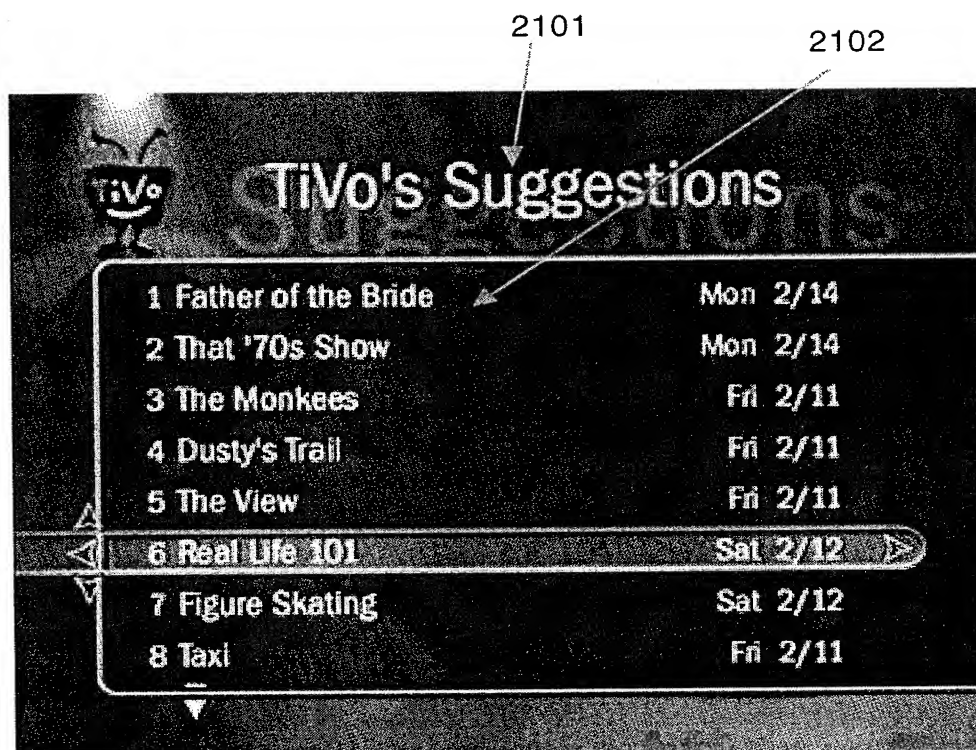 2101
2102
TiVo
TiVo's Suggestions
Suggestions
1 Father of the Bride Mon 2/14
2 That '70s Show Mon 2/14
3 The Monkees Fri 2/11
4 Dusty's Trail Fri 2/11
5 The View Fri 2/11
6 Real Life 101 Sat 2/12
7 Figure Skating Sat 2/12
8 Taxi Fri 2/11